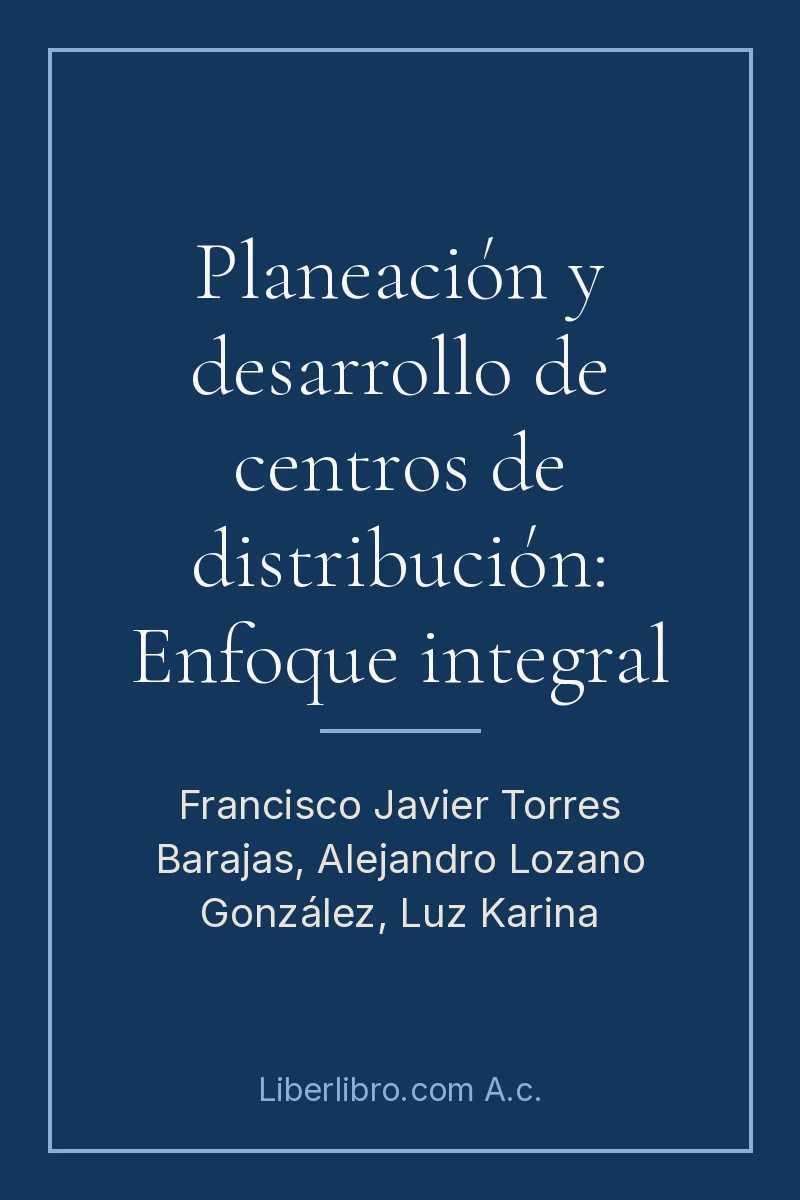 Planeación y
desarrollo de
centros de
distribución:
Enfoque integral
Francisco Javier Torres
Barajas, Alejandro Lozano
González, Luz Karina
Liberlibro.com A.c.